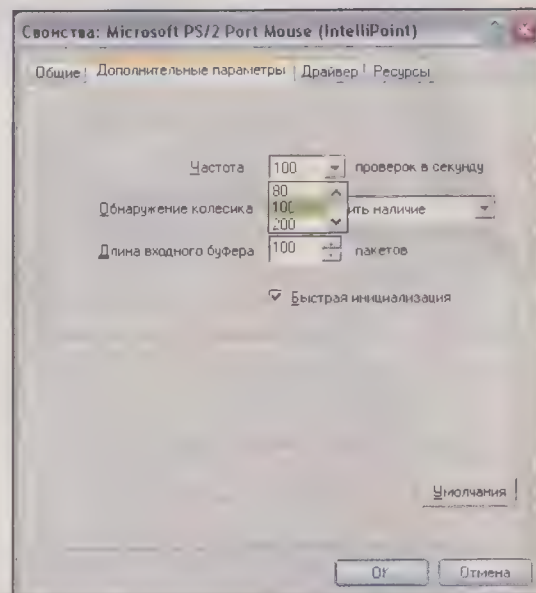 Свойства: Microsoft PS/2 Port Mouse (IntelliPoint)
Общие Дополнительные параметры Драйвер Ресурсы
Частота 100 проверок в секунду
80
100
200
Обнаружение колесика ить наличие
Длина входного буфера 100 пакетов
Быстрая инициализация
Умолчания
OK Отмена